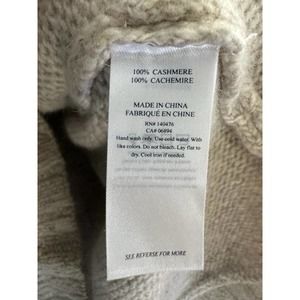 100% CASHMERE
100% CACHEMIRE
MADE IN CHINA
FABRIQUÉ EN CHINE
RN# 140476
CA# 06894
Hand wash only. Use cold water. With
like colors. Do not bleach. Lay flat to
dry. Cool iron if needed.
SEE REVERSE FOR MORE